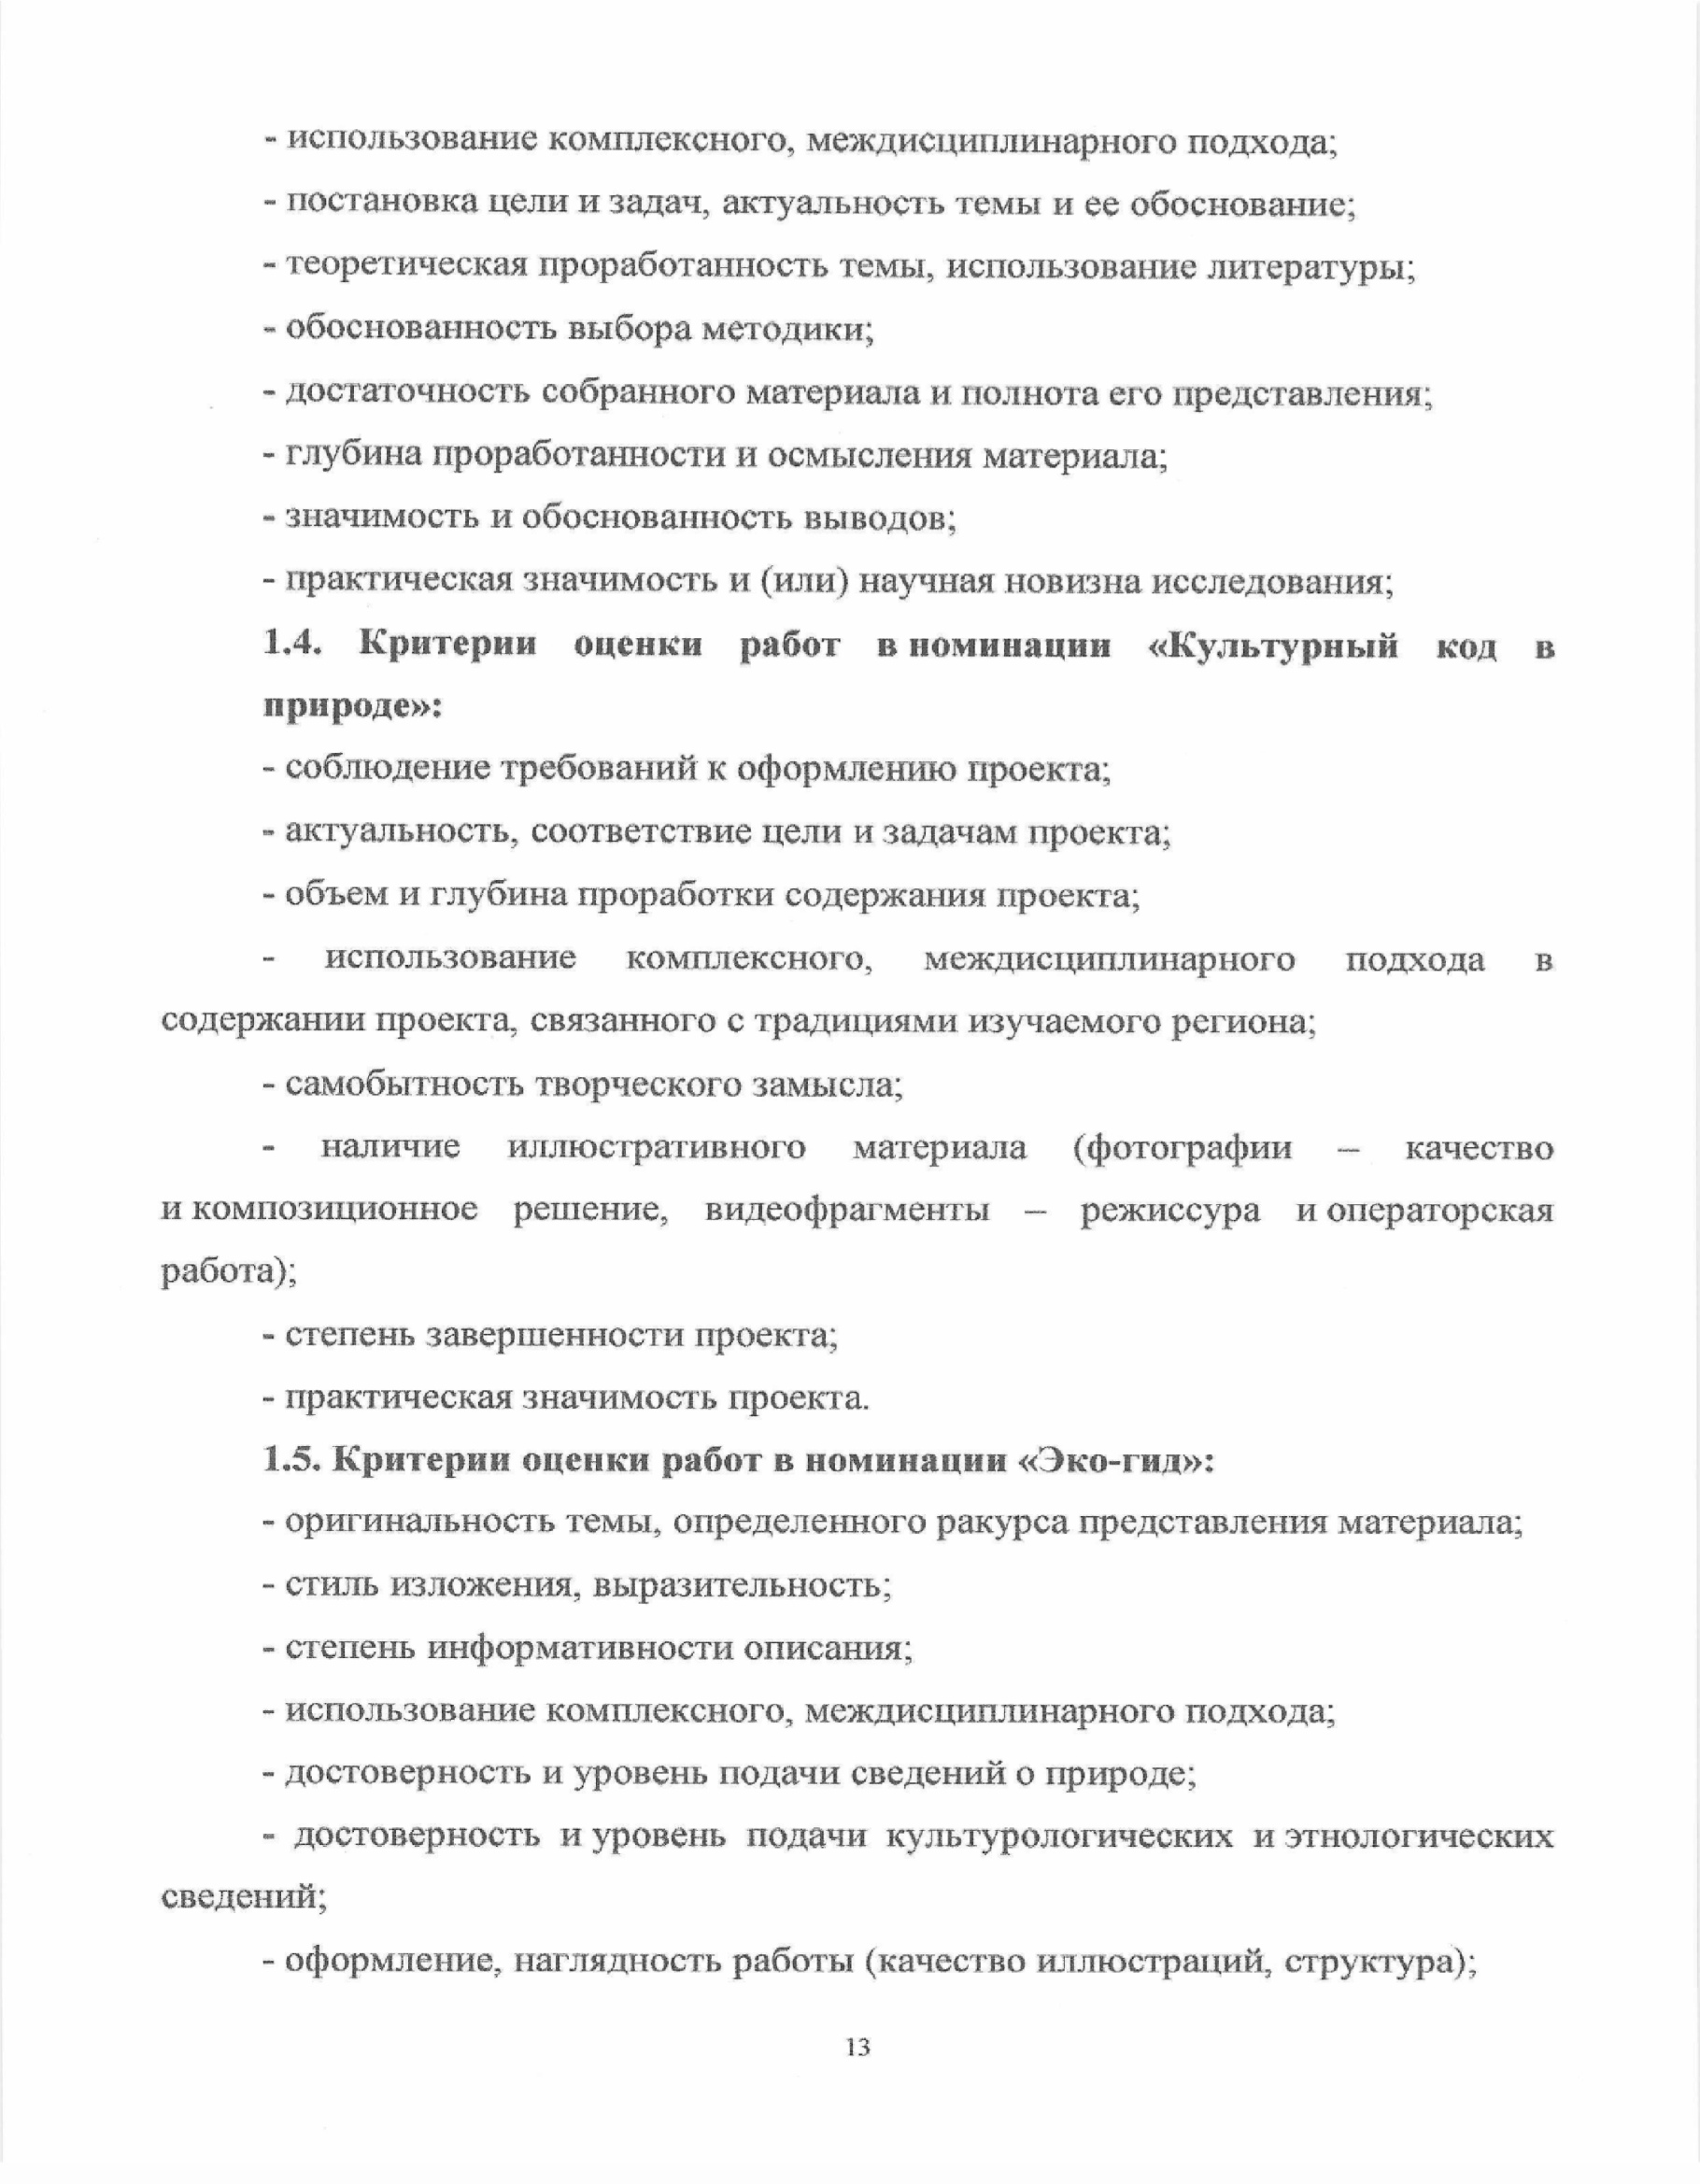 - использование комплексного, междисциплинарного подхода;
- постановка цели и задач, актуальность темы и ее обоснование;
- теоретическая проработанность темы, использование литературы;
- обоснованность выбора методики;
- достаточность собранного материала и полнота его представления;
- глубина проработанности и осмысления материала;
- значимость и обоснованность выводов;
- практическая значимость и (или) научная новизна исследования;
1.4. Критерии оценки работ в номинации «Культурный код в
природе»:
- соблюдение требований к оформлению проекта;
- актуальность, соответствие цели и задачам проекта;
- объем и глубина проработки содержания проекта;
- использование комплексного, междисциплинарного подхода в
содержании проекта, связанного с традициями изучаемого региона;
- самобытность творческого замысла;
- наличие иллюстративного материала (фотографии – качество
и композиционное решение, видеофрагменты – режиссура и операторская
работа);
- степень завершенности проекта;
- практическая значимость проекта.
1.5. Критерии оценки работ в номинации «Эко-гид»:
- оригинальность темы, определенного ракурса представления материала;
- стиль изложения, выразительность;
- степень информативности описания;
- использование комплексного, междисциплинарного подхода;
- достоверность и уровень подачи сведений о природе;
- достоверность и уровень подачи культурологических и этнологических
сведений;
- оформление, наглядность работы (качество иллюстраций, структура);
13